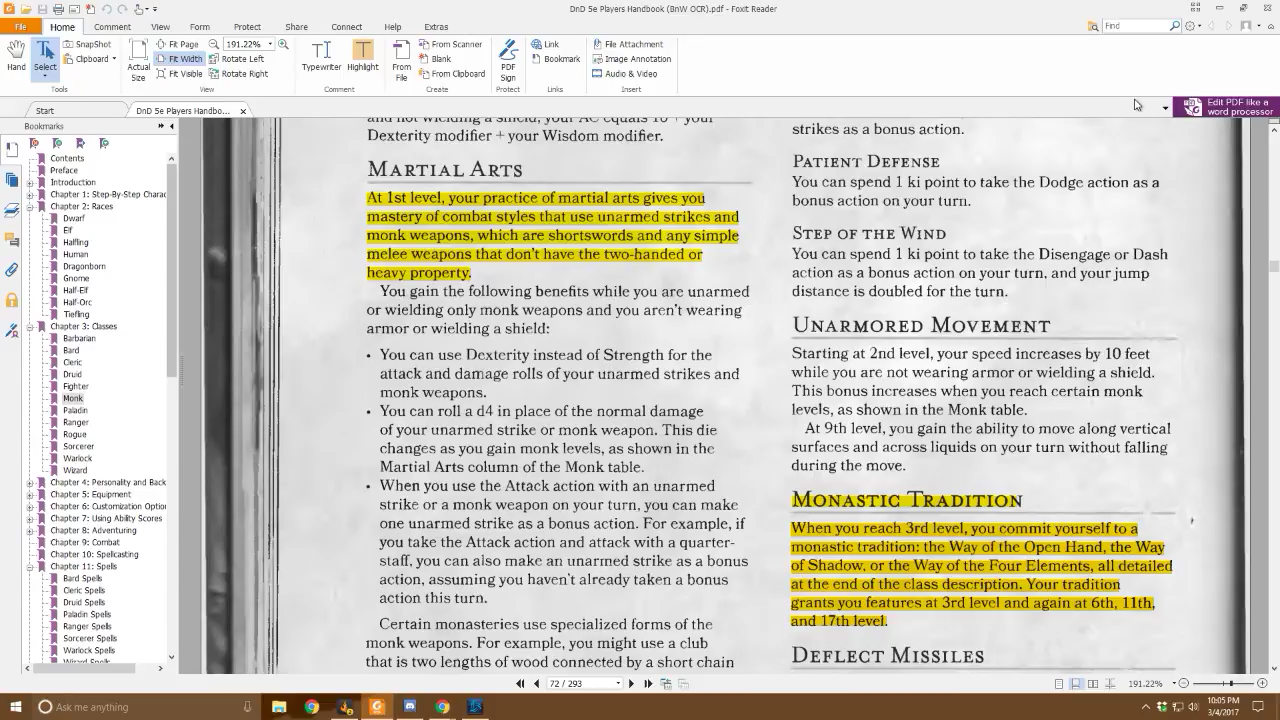 DnD 5e Players Handbook (BnW OCR).pdf - Foxit Reader
File Home Comment View Form Protect Share Help Extras
Find
Hand
Select
SnapShot
Clipboard
Tools
Actual
Size
Fit Page
Fit Width
Fit Visible
191.22%
Rotate Left
Rotate Right
View
Typewriter
Highlight
Comment
From
File
From Scanner
Blank
From Clipboard
Create
PDF
Sign
Protect
Link
Bookmark
Links
File Attachment
Image Annotation
Audio & Video
Insert
Start
DnD 5e Players Handbo...
Edit PDF like a
word processor
Bookmarks
Contents
Preface
Introduction
Chapter 1: Step-By-Step Charac
Chapter 2: Races
Dwarf
Elf
Halfling
Human
Dragonborn
Gnome
Half-Elf
Half-Orc
Tiefling
Chapter 3: Classes
Barbarian
Bard
Cleric
Druid
Fighter
Monk
Paladin
Ranger
Rogue
Sorcerer
Warlock
Wizard
Chapter 4: Personality and Back
Chapter 5: Equipment
Chapter 6: Customization Option
Chapter 7: Using Ability Scores
Chapter 8: Adventuring
Chapter 9: Combat
Chapter 10: Spellcasting
Chapter 11: Spells
Bard Spells
Cleric Spells
Druid Spells
Paladin Spells
Ranger Spells
Sorcerer Spells
Warlock Spells
Wizard Spells
and not wielding a shield, your AC equals 10 + your
Dexterity modifier + your Wisdom modifier.
MARTIAL ARTS
At 1st level, your practice of martial arts gives you
mastery of combat styles that use unarmed strikes and
monk weapons, which are shortswords and any simple
melee weapons that don't have the two-handed or
heavy property.
You gain the following benefits while you are unarmed
or wielding only monk weapons and you aren't wearing
armor or wielding a shield:
• You can use Dexterity instead of Strength for the
attack and damage rolls of your unarmed strikes and
monk weapons.
• You can roll a d4 in place of the normal damage
of your unarmed strike or monk weapon. This die
changes as you gain monk levels, as shown in the
Martial Arts column of the Monk table.
• When you use the Attack action with an unarmed
strike or a monk weapon on your turn, you can make
one unarmed strike as a bonus action. For example, if
you take the Attack action and attack with a quarter-
staff, you can also make an unarmed strike as a bonus
action, assuming you haven't already taken a bonus
action this turn.
Certain monasteries use specialized forms of the
monk weapons. For example, you might use a club
that is two lengths of wood connected by a short chain
strikes as a bonus action.
PATIENT DEFENSE
You can spend 1 ki point to take the Dodge action as a
bonus action on your turn.
STEP OF THE WIND
You can spend 1 ki point to take the Disengage or Dash
action as a bonus action on your turn, and your jump
distance is doubled for the turn.
UNARMORED MOVEMENT
Starting at 2nd level, your speed increases by 10 feet
while you are not wearing armor or wielding a shield.
This bonus increases when you reach certain monk
levels, as shown in the Monk table.
At 9th level, you gain the ability to move along vertical
surfaces and across liquids on your turn without falling
during the move.
MONASTIC TRADITION
When you reach 3rd level, you commit yourself to a
monastic tradition: the Way of the Open Hand, the Way
of Shadow, or the Way of the Four Elements, all detailed
at the end of the class description. Your tradition
grants you features at 3rd level and again at 6th, 11th,
and 17th level.
DEFLECT MISSILES
72 / 293
191.22%
Ask me anything
10:05 PM
3/4/2017